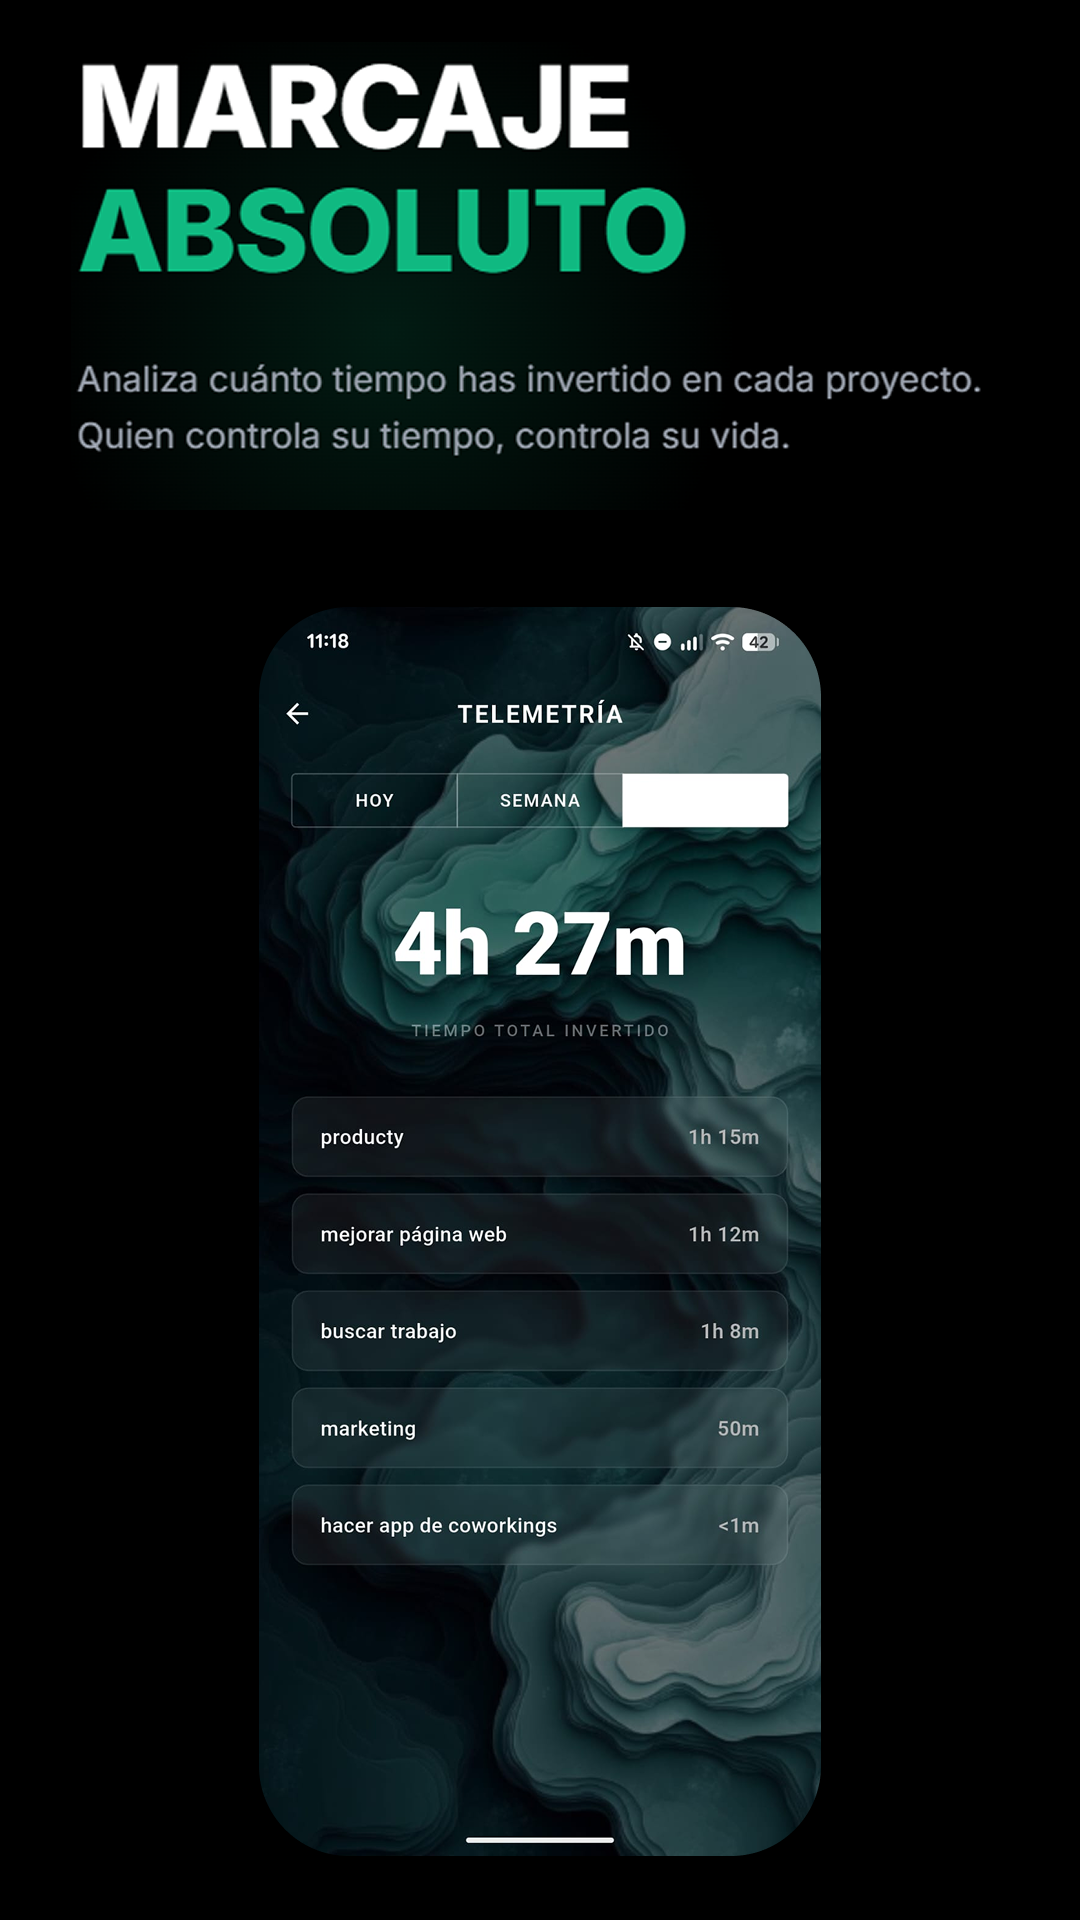 MARCAJE
ABSOLUTO
Analiza cuánto tiempo has invertido en cada proyecto.
Quien controla su tiempo, controla su vida.
11:18
42
TELEMETRÍA
HOY
SEMANA
4h 27m
TIEMPO TOTAL INVERTIDO
producty 1h 15m
mejorar página web 1h 12m
buscar trabajo 1h 8m
marketing 50m
hacer app de coworkings <1m